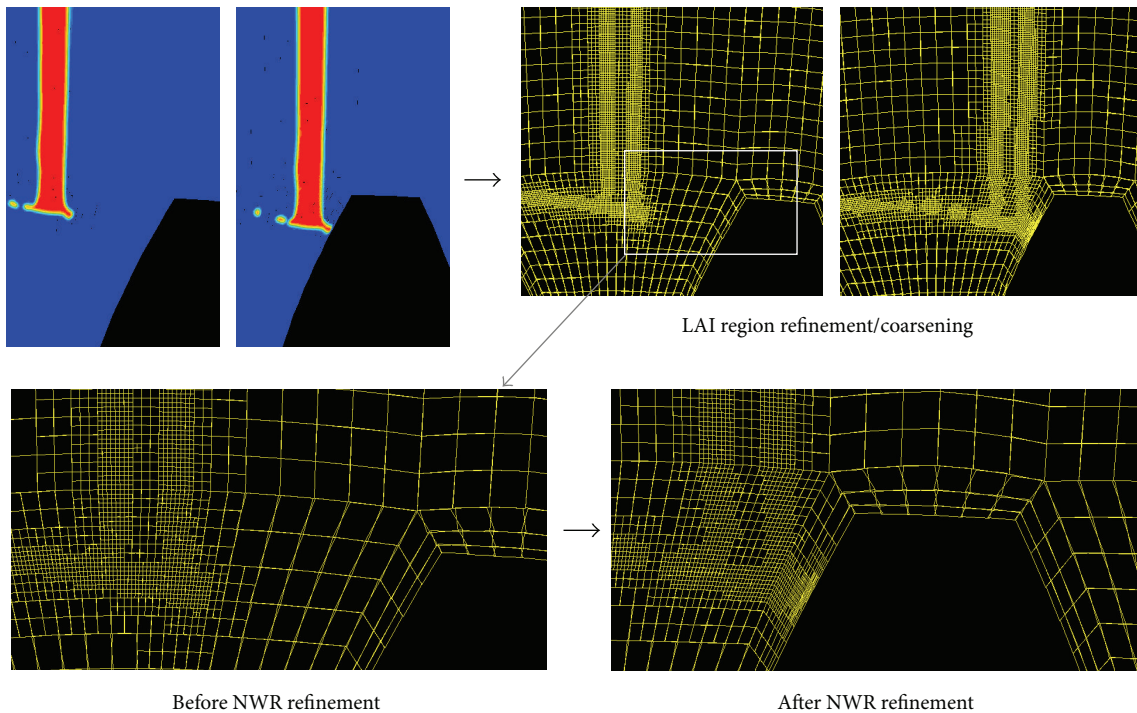 LAI region refinement/coarsening
Before NWR refinement
After NWR refinement